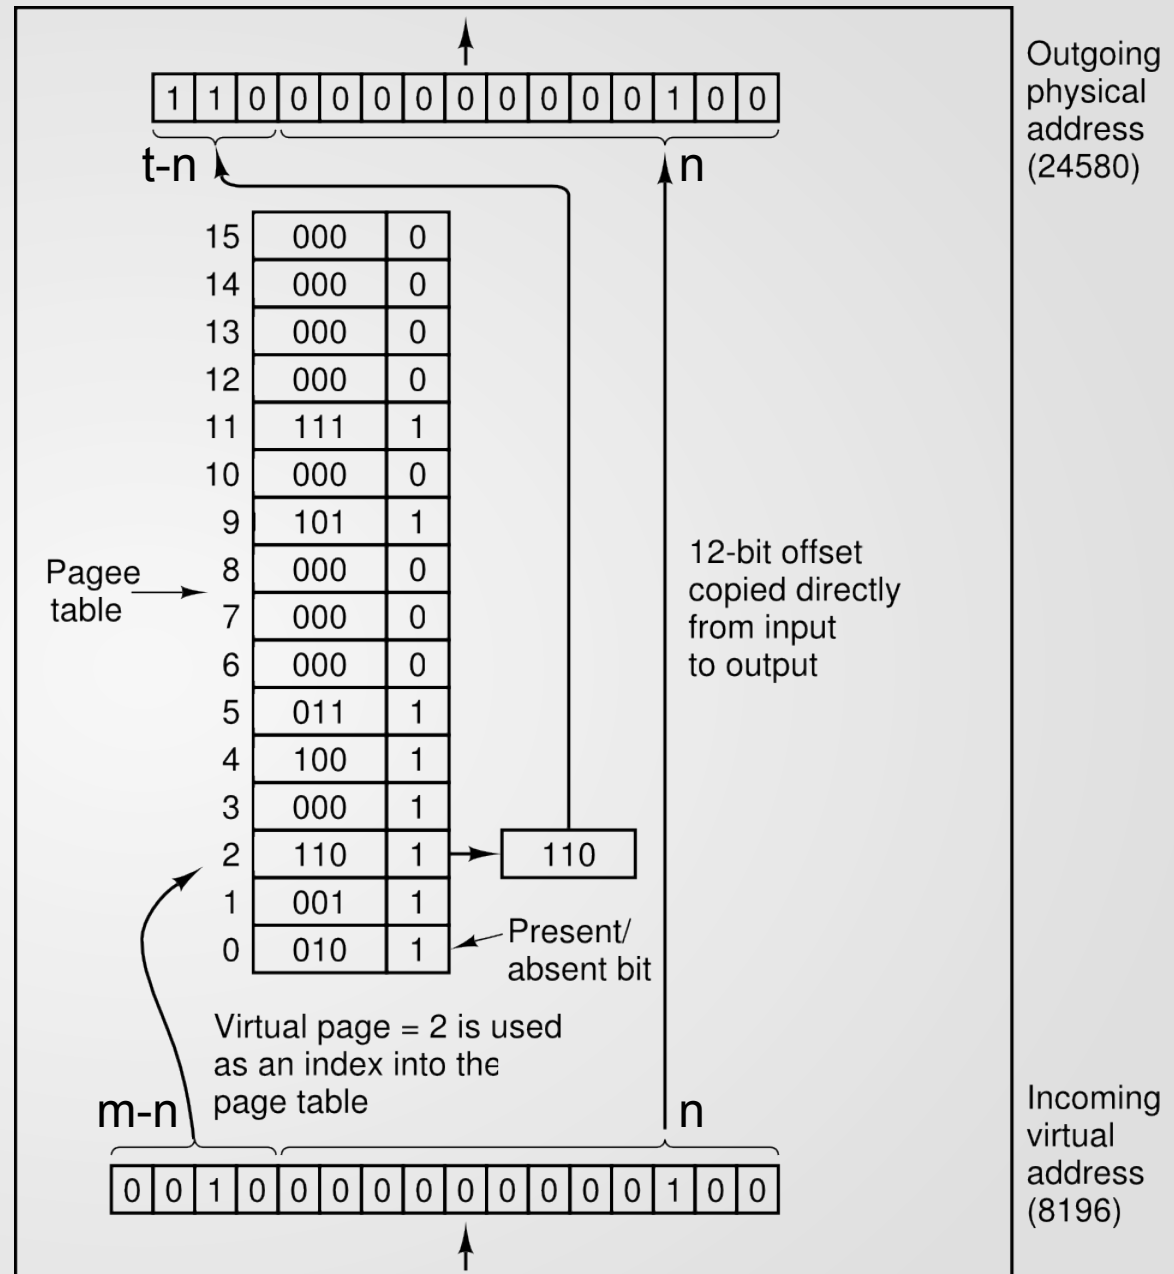 1 1 0 0 0 0 0 0 0 0 0 0 1 0 0
Outgoing
physical
address
(24580)
t-n
n
15 000 0
14 000 0
13 000 0
12 000 0
11 111 1
10 000 0
9 101 1
8 000 0
7 000 0
6 000 0
5 011 1
4 100 1
3 000 1
2 110 1
1 001 1
0 010 1
Pagee
table
110
12-bit offset
copied directly
from input
to output
Present/
absent bit
Virtual page = 2 is used
as an index into the
page table
m-n
n
0 0 1 0 0 0 0 0 0 0 0 0 0 1 0 0
Incoming
virtual
address
(8196)